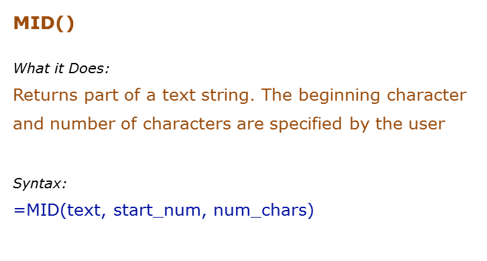 MID()
What it Does:
Returns part of a text string. The beginning character
and number of characters are specified by the user
Syntax:
=MID(text, start_num, num_chars)